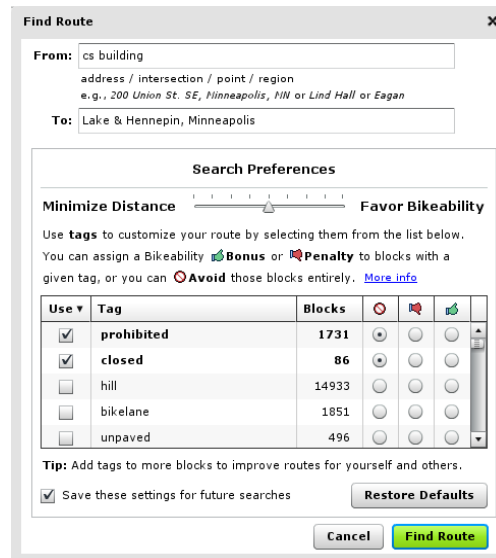 Find Route x
From: cs building
address / intersection / point / region
e.g., 200 Union St. SE, Minneapolis, MN or Lind Hall or Eagan
To: Lake & Hennepin, Minneapolis
Search Preferences
Minimize Distance Favor Bikeability
Use tags to customize your route by selecting them from the list below.
You can assign a Bikeability Bonus or Penalty to blocks with a
given tag, or you can Avoid those blocks entirely. More info
Use ▾ Tag Blocks
prohibited 1731
closed 86
hill 14933
bikelane 1851
unpaved 496
Tip: Add tags to more blocks to improve routes for yourself and others.
Save these settings for future searches Restore Defaults
Cancel Find Route